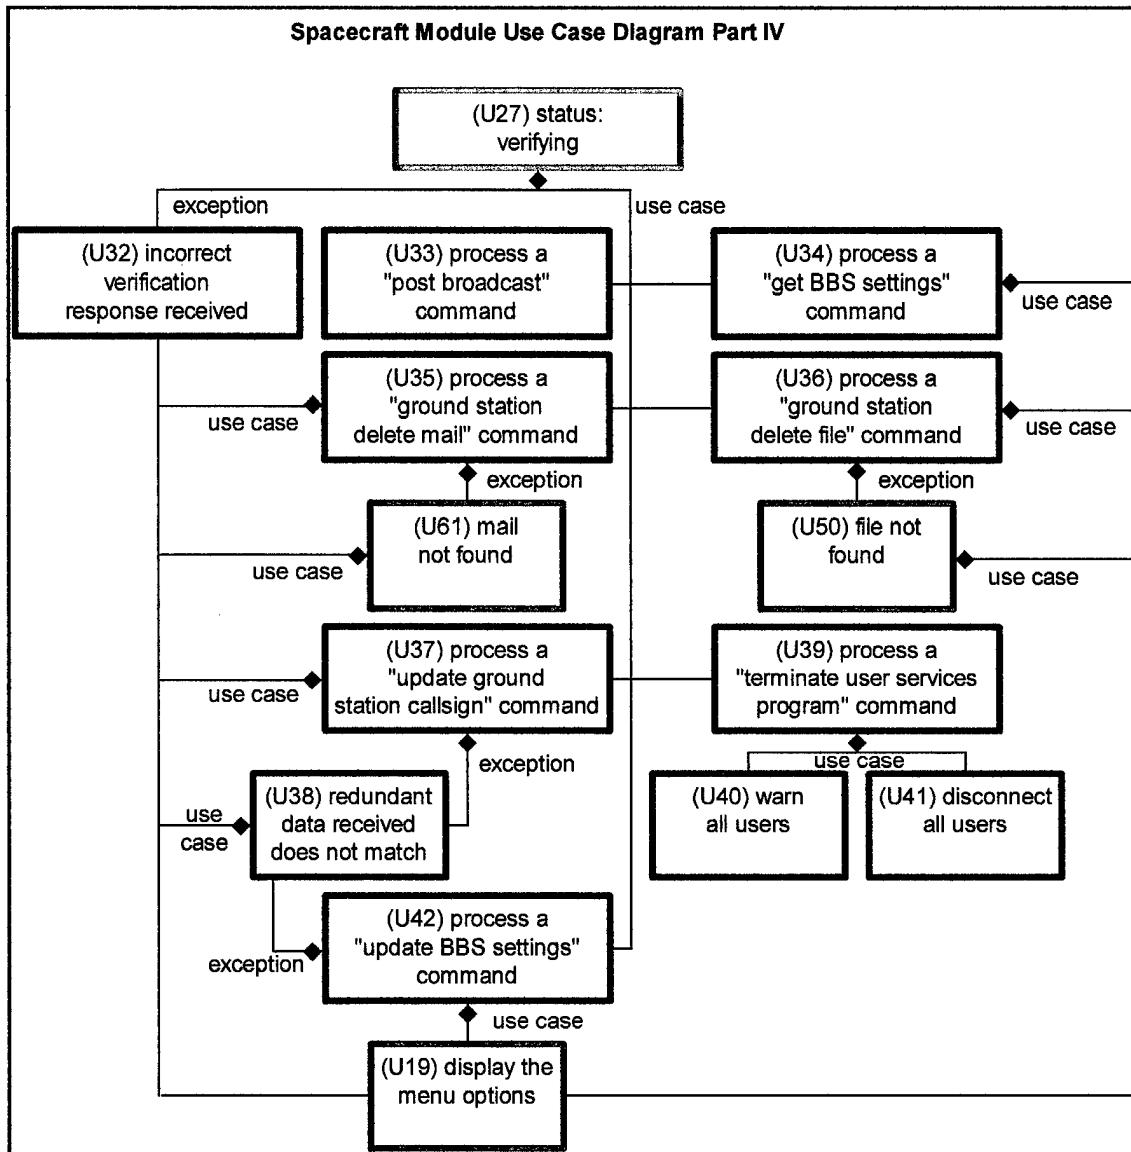 Spacecraft Module Use Case Diagram Part IV
(U27) status:
verifying
exception
use case
(U32) incorrect
verification
response received
(U33) process a
"post broadcast"
command
(U34) process a
"get BBS settings"
command
use case
(U35) process a
"ground station
delete mail" command
(U36) process a
"ground station
delete file" command
use case
use case
exception
exception
(U61) mail
not found
(U50) file not
found
use case
use case
(U37) process a
"update ground
station callsign" command
(U39) process a
"terminate user services
program" command
use case
exception
use case
(U38) redundant
data received
does not match
use
case
(U40) warn
all users
(U41) disconnect
all users
(U42) process a
"update BBS settings"
command
exception
use case
(U19) display the
menu options